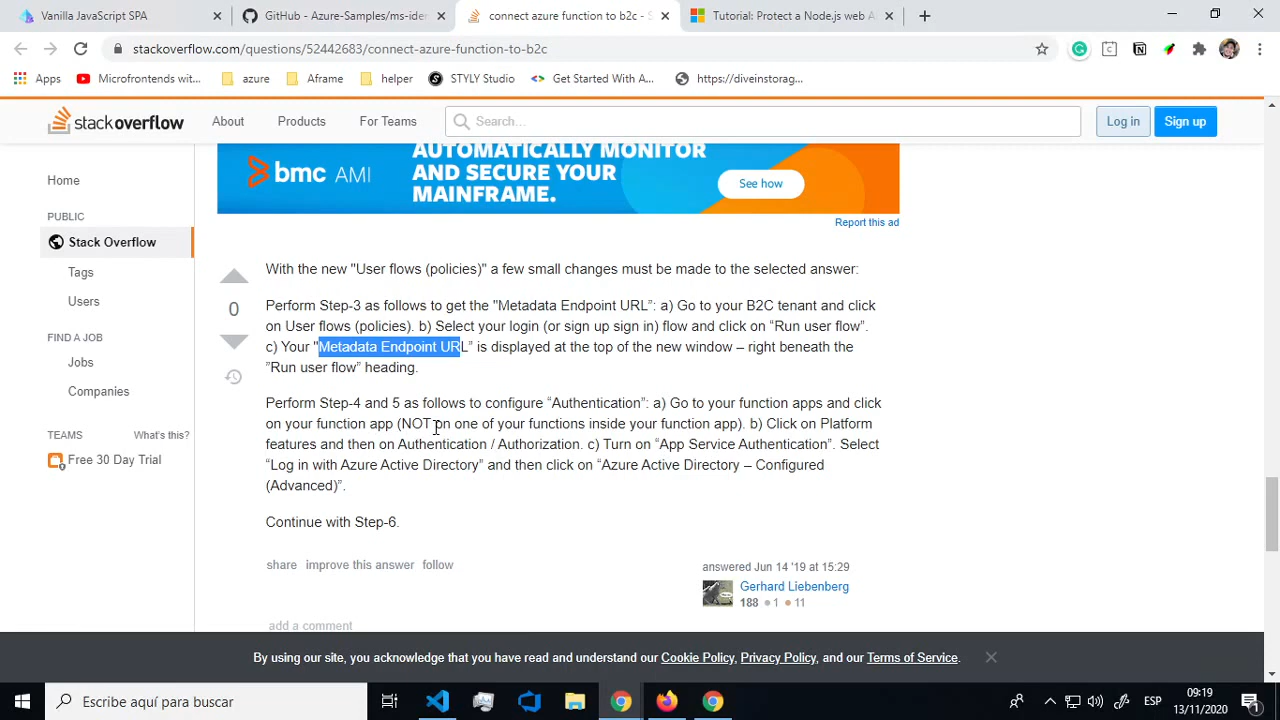 Vanilla JavaScript SPA
GitHub - Azure-Samples/ms-ide
connect azure function to b2c - S
Tutorial: Protect a Node.js web A
stackoverflow.com/questions/52442683/connect-azure-function-to-b2c
Apps
Microfrontends wit...
azure
Aframe
helper
STYLY Studio
Get Started With A...
https://diveinstorag...
stackoverflow
About
Products
For Teams
Search...
Log in
Sign up
Home
PUBLIC
Stack Overflow
Tags
Users
FIND A JOB
Jobs
Companies
TEAMS
What's this?
Free 30 Day Trial
bmc AMI
AUTOMATICALLY MONITOR
AND SECURE YOUR
MAINFRAME.
See how
Report this ad
With the new "User flows (policies)" a few small changes must be made to the selected answer:
0
Perform Step-3 as follows to get the "Metadata Endpoint URL”: a) Go to your B2C tenant and click
on User flows (policies). b) Select your login (or sign up sign in) flow and click on “Run user flow”.
c) Your "Metadata Endpoint URL” is displayed at the top of the new window – right beneath the
”Run user flow” heading.
Perform Step-4 and 5 as follows to configure “Authentication”: a) Go to your function apps and click
on your function app (NOT on one of your functions inside your function app). b) Click on Platform
features and then on Authentication / Authorization. c) Turn on “App Service Authentication”. Select
“Log in with Azure Active Directory” and then click on “Azure Active Directory – Configured
(Advanced)”.
Continue with Step-6.
share improve this answer follow
answered Jun 14 '19 at 15:29
Gerhard Liebenberg
188 1 11
add a comment
By using our site, you acknowledge that you have read and understand our Cookie Policy, Privacy Policy, and our Terms of Service.
Escribe aquí para buscar
ESP
09:19
13/11/2020
1